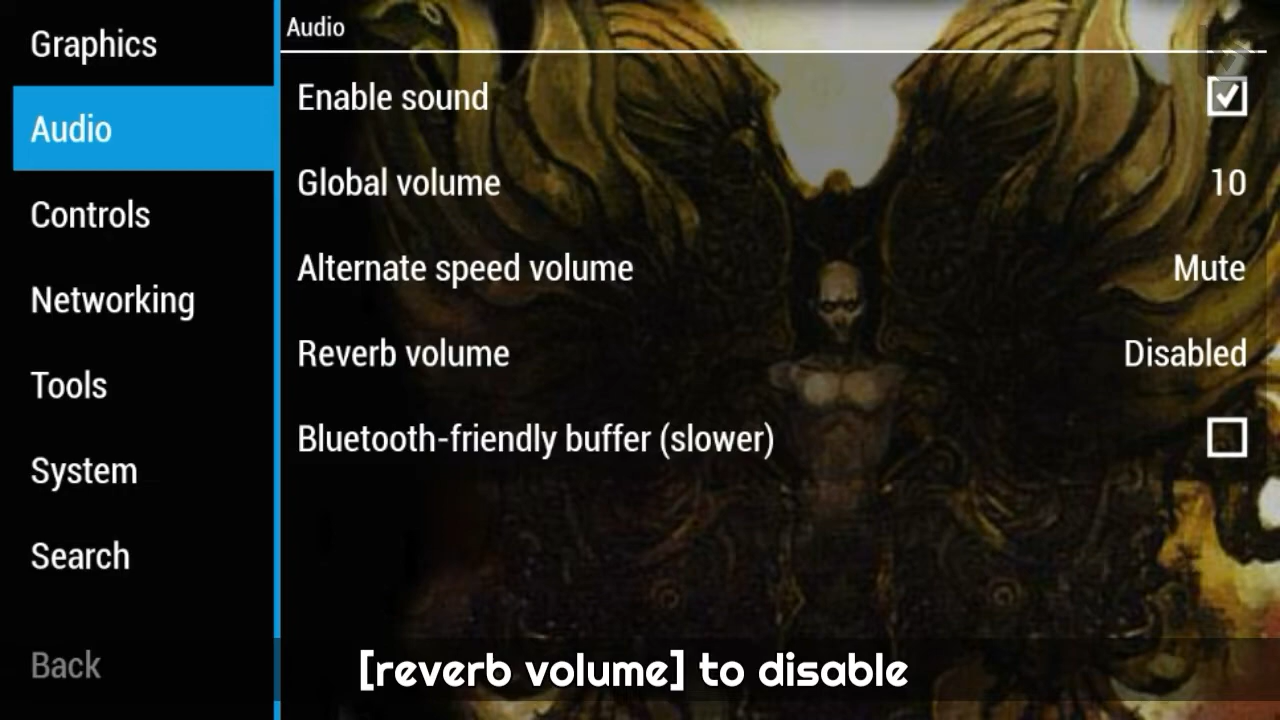 Graphics
Audio
Controls
Networking
Tools
System
Search
Back
Audio
Enable sound
Global volume 10
Alternate speed volume Mute
Reverb volume Disabled
Bluetooth-friendly buffer (slower)
[reverb volume] to disable